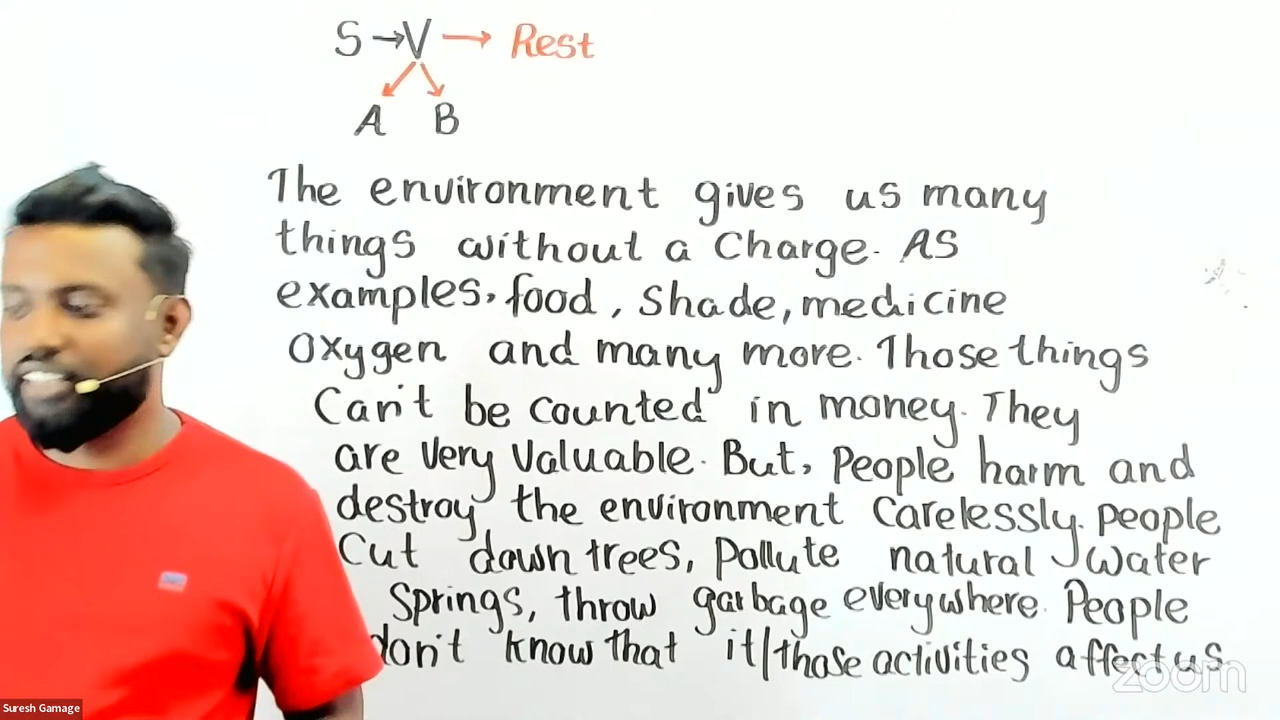 S → V → Rest
A B
The environment gives us many
things without a Charge. As
examples, food, Shade, medicine
Oxygen and many more. Those things
Can't be counted in money. They
are very valuable. But, people harm and
destroy the environment Carelessly. people
Cut down trees, pollute natural water
Springs, throw garbage everywhere. People
don't know that it/those activities affect us
zoom
Suresh Gamage